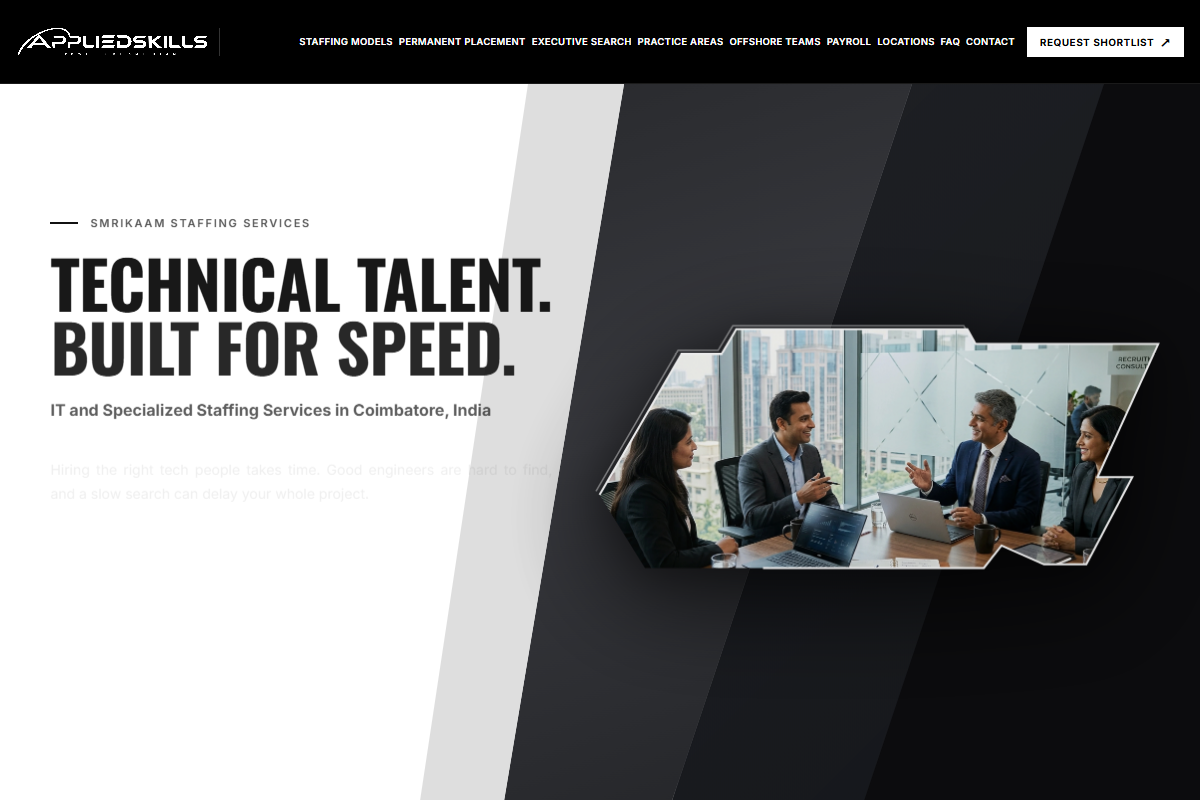 APPLIEDSKILLS
STAFFING MODELS PERMANENT PLACEMENT EXECUTIVE SEARCH PRACTICE AREAS OFFSHORE TEAMS PAYROLL LOCATIONS FAQ CONTACT REQUEST SHORTLIST ↗
SMRIKAAM STAFFING SERVICES
TECHNICAL TALENT.
BUILT FOR SPEED.
IT and Specialized Staffing Services in Coimbatore, India
Hiring the right tech people takes time. Good engineers are hard to find,
and a slow search can delay your whole project.